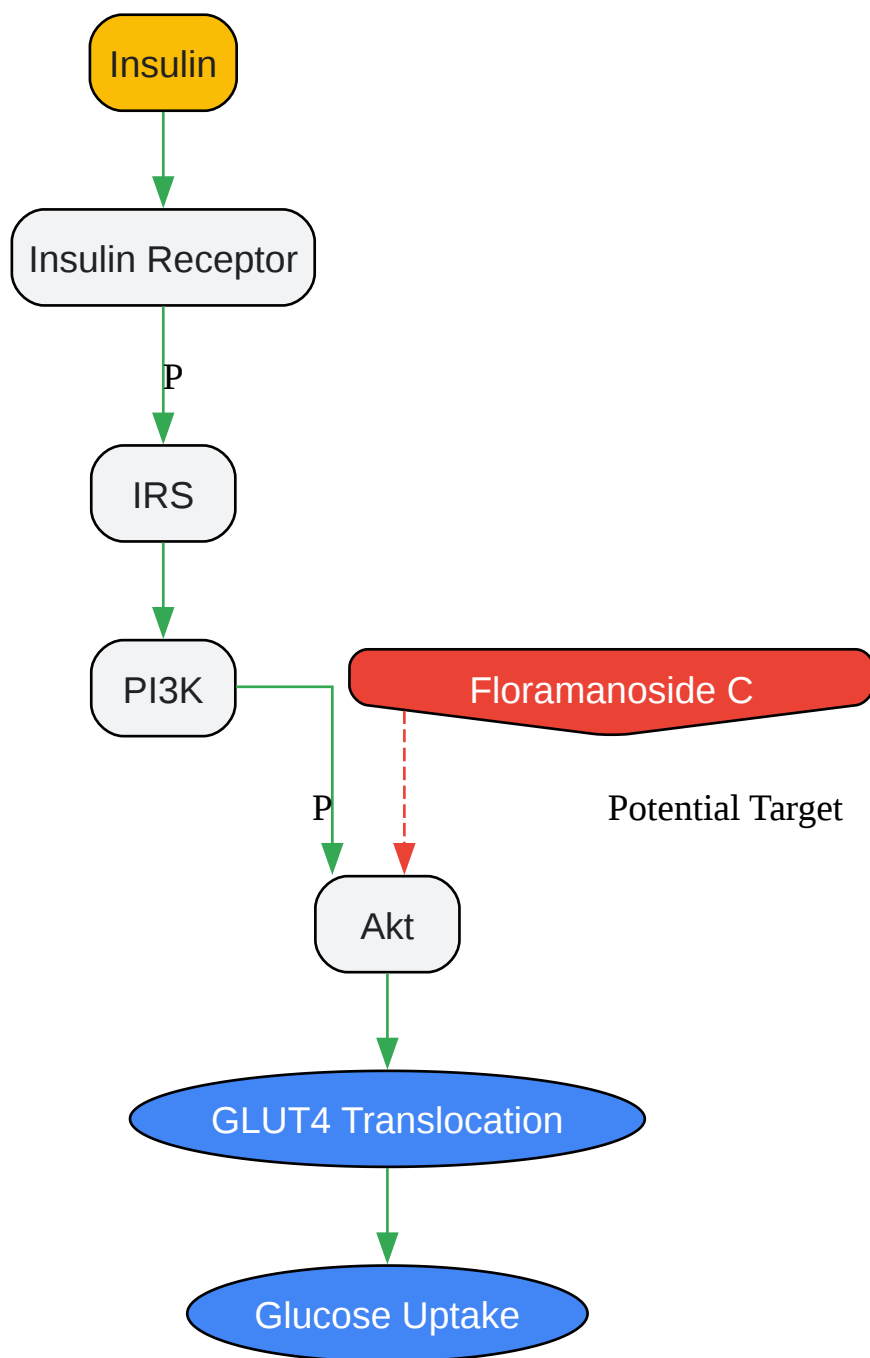 Insulin
Insulin Receptor
P
IRS
PI3K
Floramanoside C
P
Potential Target
Akt
GLUT4 Translocation
Glucose Uptake